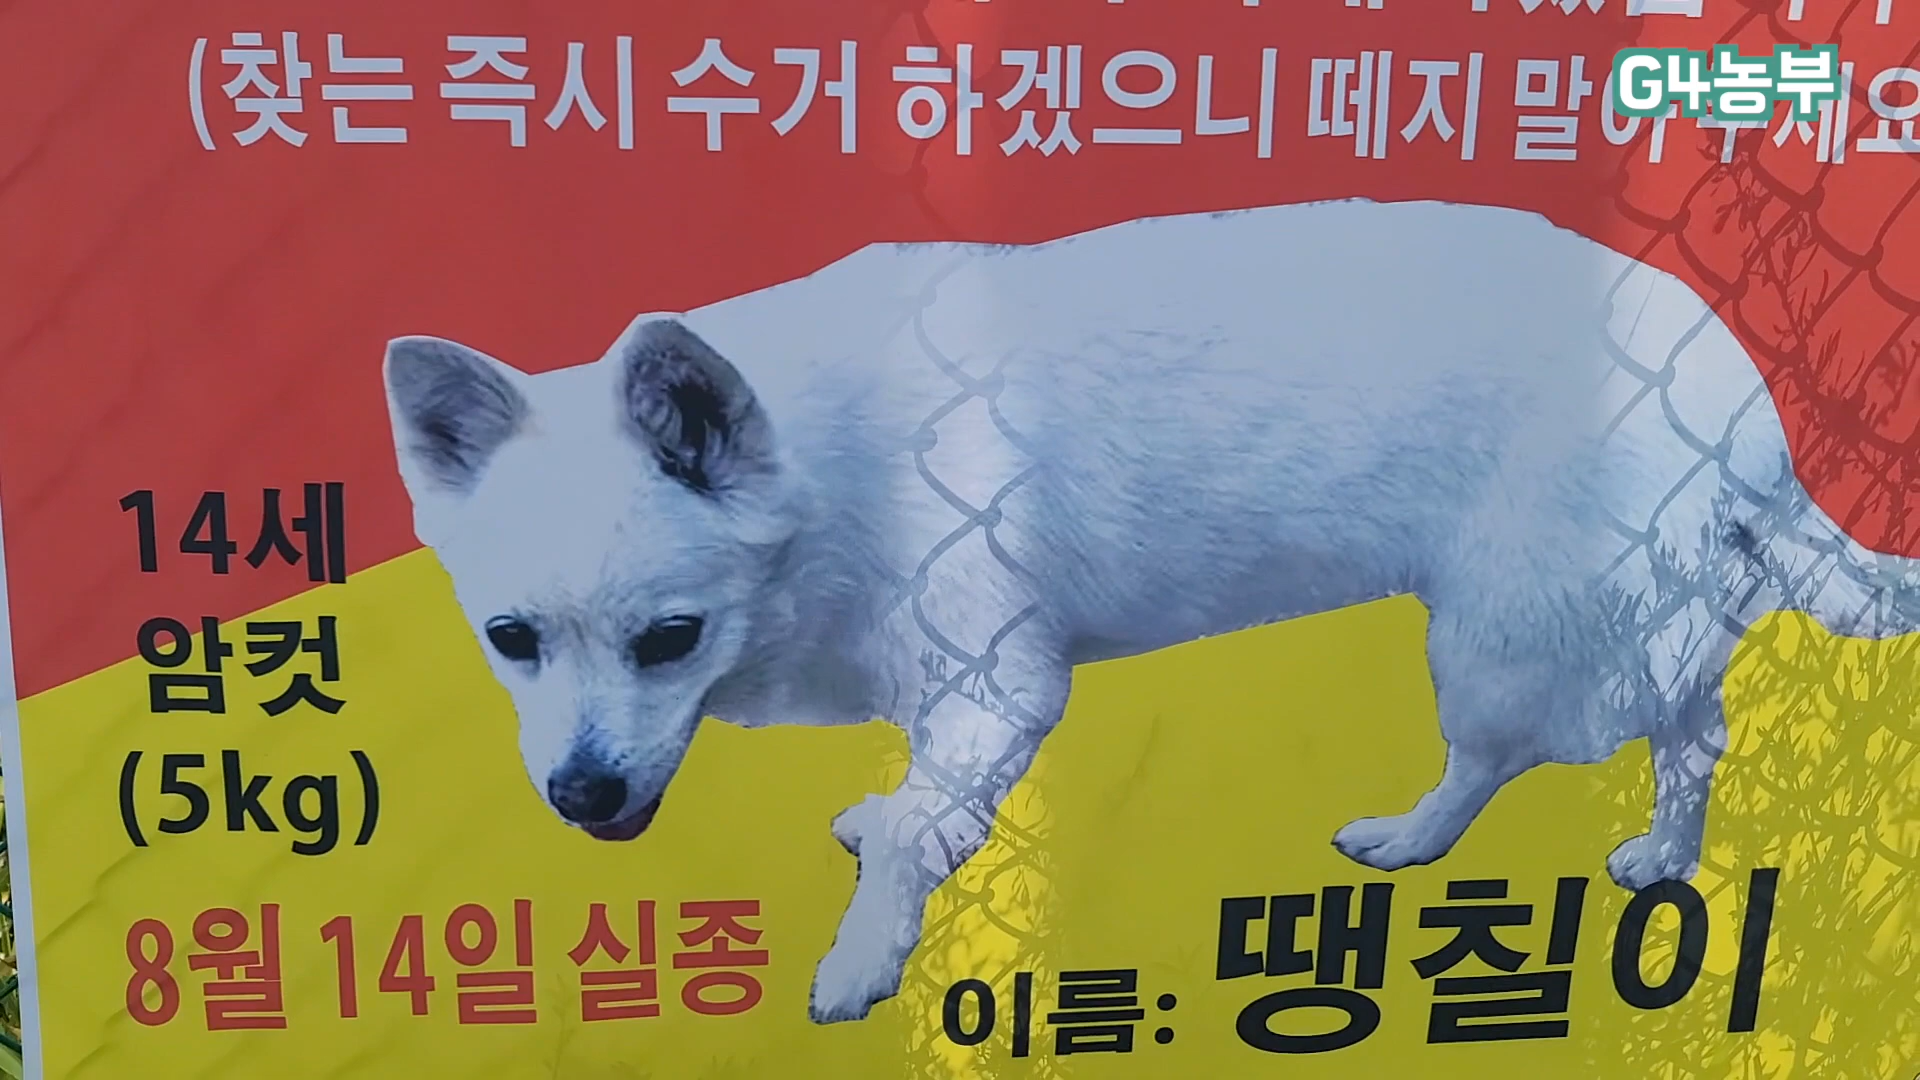 (찾는 즉시 수거 하겠으니 떼지 말아 주세요
G4농부
14세
암컷
(5kg)
8월 14일 실종
이름: 땡칠이